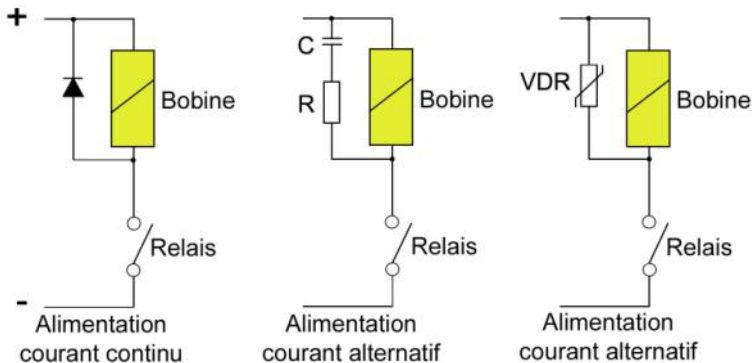 +
Bobine
Relais
-
Alimentation
courant continu
C
R
Bobine
Relais
Alimentation
courant alternatif
VDR
Bobine
Relais
Alimentation
courant alternatif